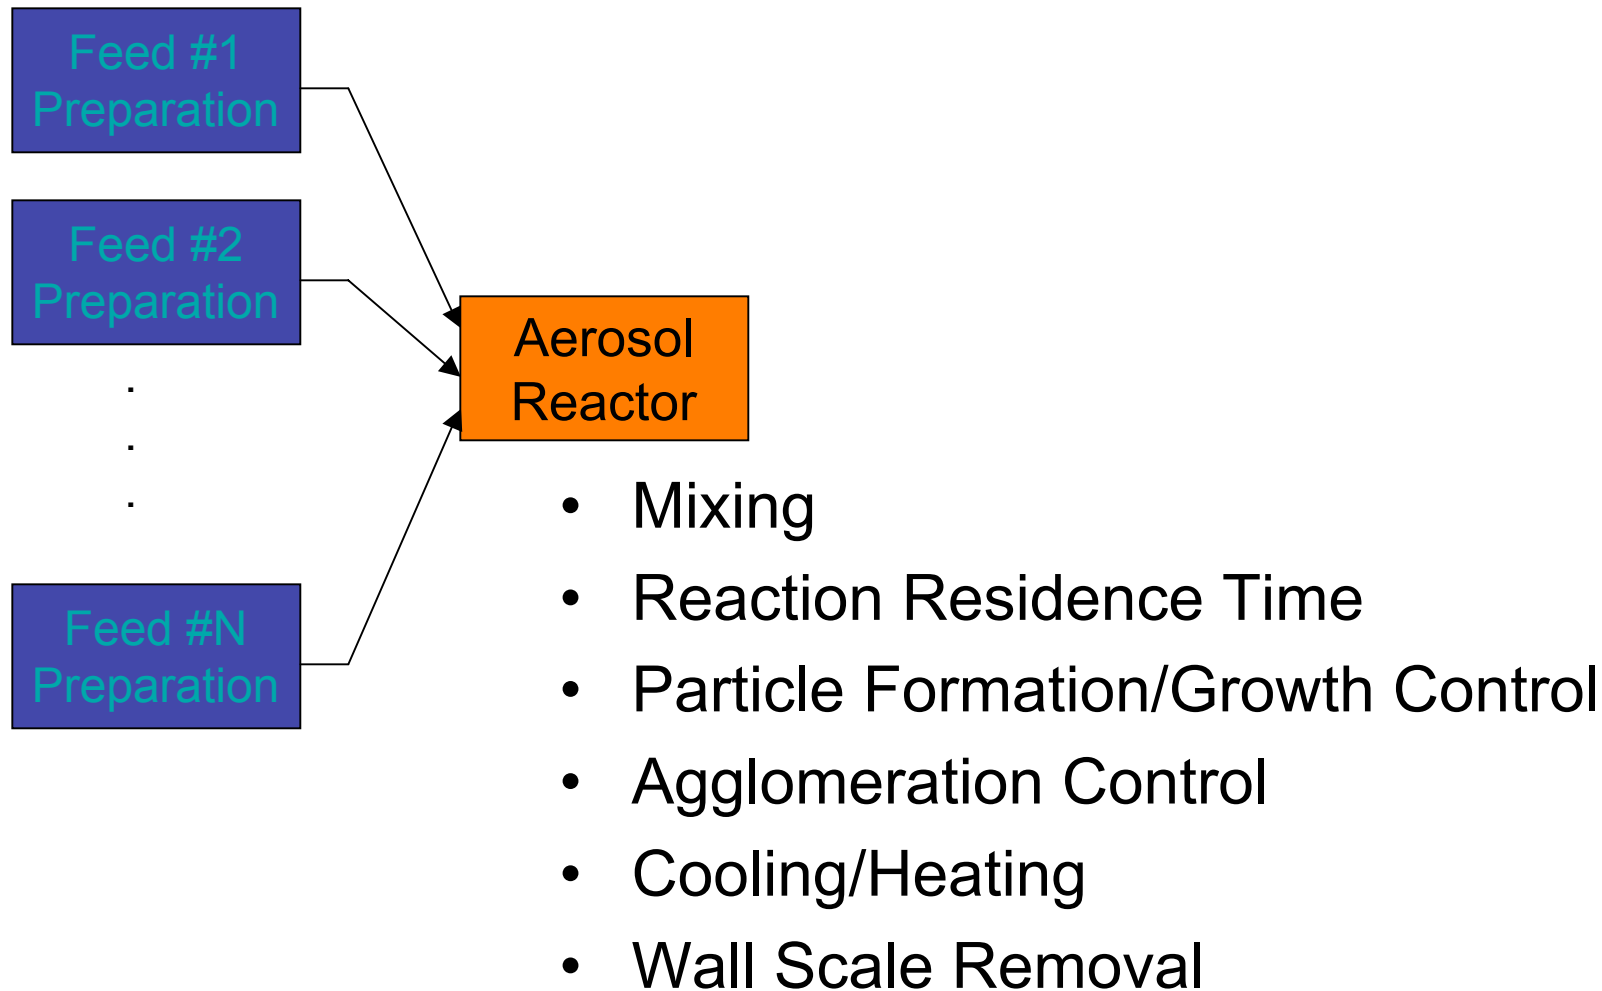 Feed #1
Preparation
Feed #2
Preparation
.
.
.
Feed #N
Preparation
Aerosol
Reactor
• Mixing
• Reaction Residence Time
• Particle Formation/Growth Control
• Agglomeration Control
• Cooling/Heating
• Wall Scale Removal